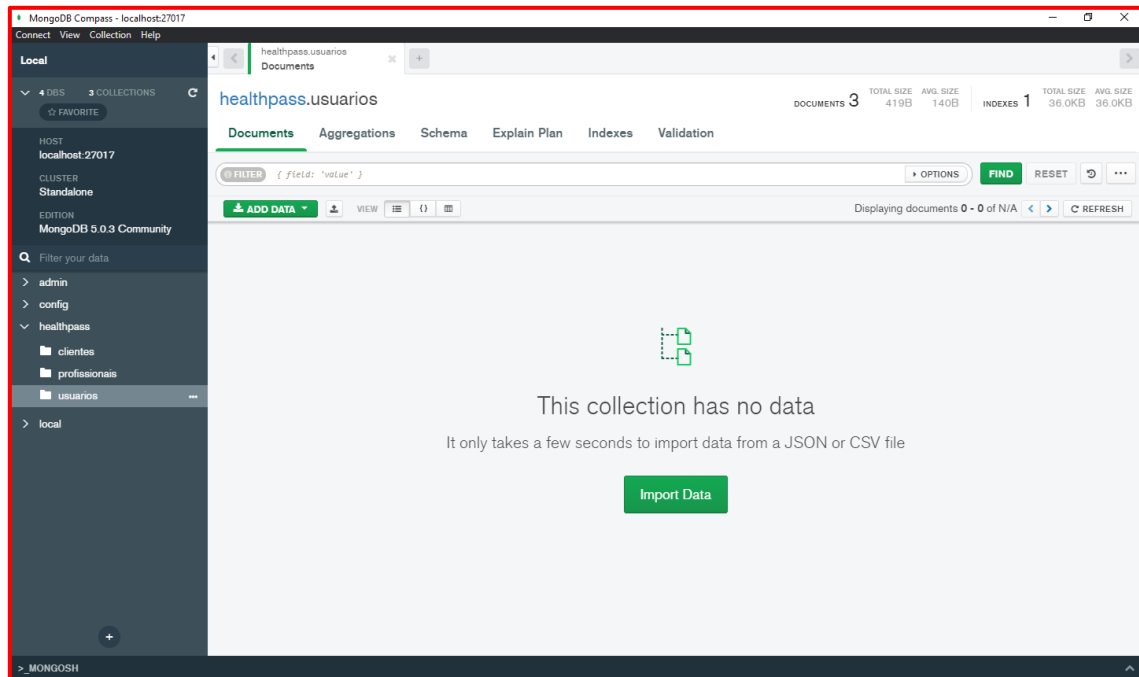 MongoDB Compass - localhost:27017
Connect View Collection Help
Local
4 DBS 3 COLLECTIONS
FAVORITE
HOST
localhost:27017
CLUSTER
Standalone
EDITION
MongoDB 5.0.3 Community
Filter your data
admin
config
healthpass
clientes
profissionais
usuarios
local
>_MONGOSH
healthpass.usuarios
Documents
healthpass.usuarios
DOCUMENTS 3 TOTAL SIZE 419B AVG. SIZE 140B INDEXES 1 TOTAL SIZE 36.0KB AVG. SIZE 36.0KB
Documents Aggregations Schema Explain Plan Indexes Validation
FILTER { field: 'value' } OPTIONS FIND RESET
ADD DATA VIEW {} Displaying documents 0 - 0 of N/A < > REFRESH
This collection has no data
It only takes a few seconds to import data from a JSON or CSV file
Import Data